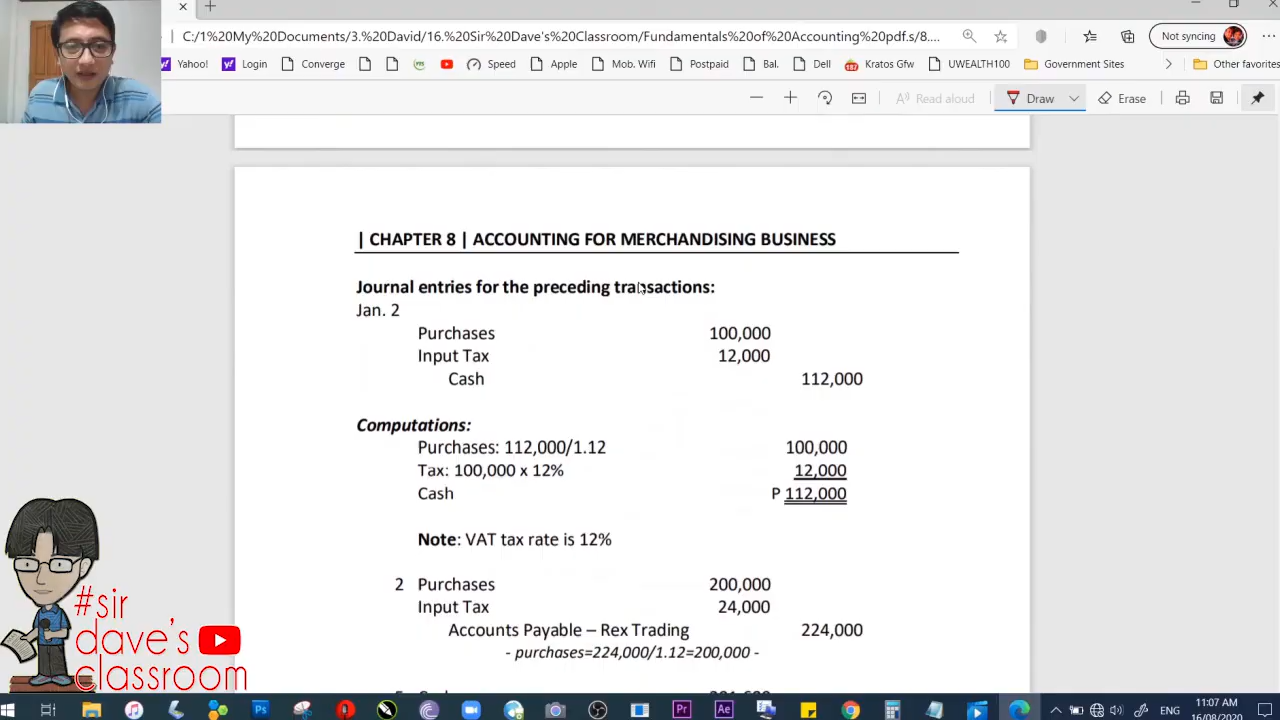 C:/1%20My%20Documents/3.%20David/16.%20Sir%20Dave's%20Classroom/Fundamentals%20of%20Accounting%20pdf.s/8....
Not syncing
Yahoo!
Login
Converge
Speed
Apple
Mob. Wifi
Postpaid
Bal.
Dell
Kratos Gfw
UWEALTH100
Government Sites
Other favorites
Read aloud
Draw
Erase
| CHAPTER 8 | ACCOUNTING FOR MERCHANDISING BUSINESS
Journal entries for the preceding transactions:
Jan. 2
Purchases 100,000
Input Tax 12,000
Cash 112,000
Computations:
Purchases: 112,000/1.12 100,000
Tax: 100,000 x 12% 12,000
Cash P 112,000
Note: VAT tax rate is 12%
2 Purchases 200,000
Input Tax 24,000
Accounts Payable – Rex Trading 224,000
- purchases=224,000/1.12=200,000 -
#sir
dave's
classroom
Ps
Pr
Ae
ENG
11:07 AM
16/08/2020